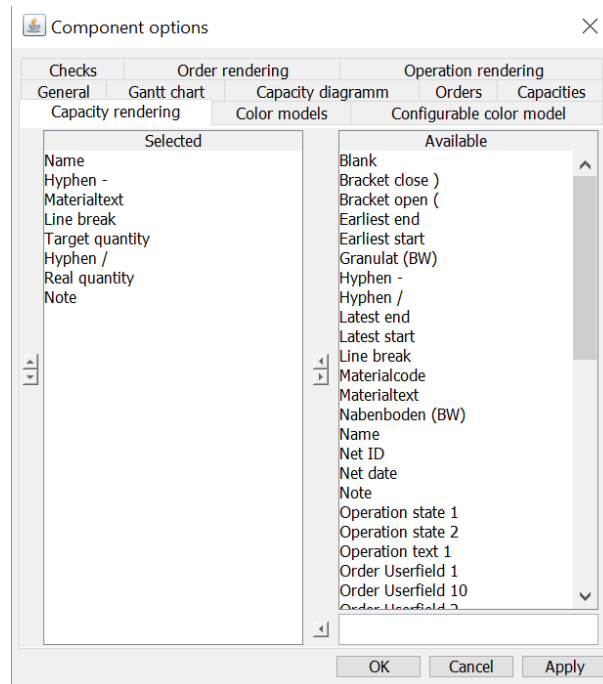 Component options
Checks Order rendering Operation rendering
General Gantt chart Capacity diagramm Orders Capacities
Capacity rendering Color models Configurable color model
Selected
Name
Hyphen -
Materialtext
Line break
Target quantity
Hyphen /
Real quantity
Note
Available
Blank
Bracket close )
Bracket open (
Earliest end
Earliest start
Granulat (BW)
Hyphen -
Hyphen /
Latest end
Latest start
Line break
Materialcode
Materialtext
Nabenboden (BW)
Name
Net ID
Net date
Note
Operation state 1
Operation state 2
Operation text 1
Order Userfield 1
Order Userfield 10
Order Userfield 2
OK Cancel Apply